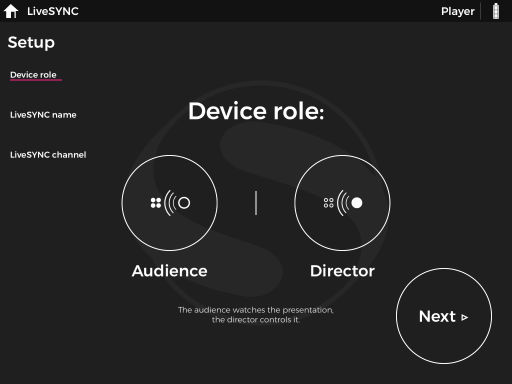 LiveSYNC
Player
Setup
Device role
LiveSYNC name
LiveSYNC channel
Device role:
Audience
Director
The audience watches the presentation,
the director controls it.
Next